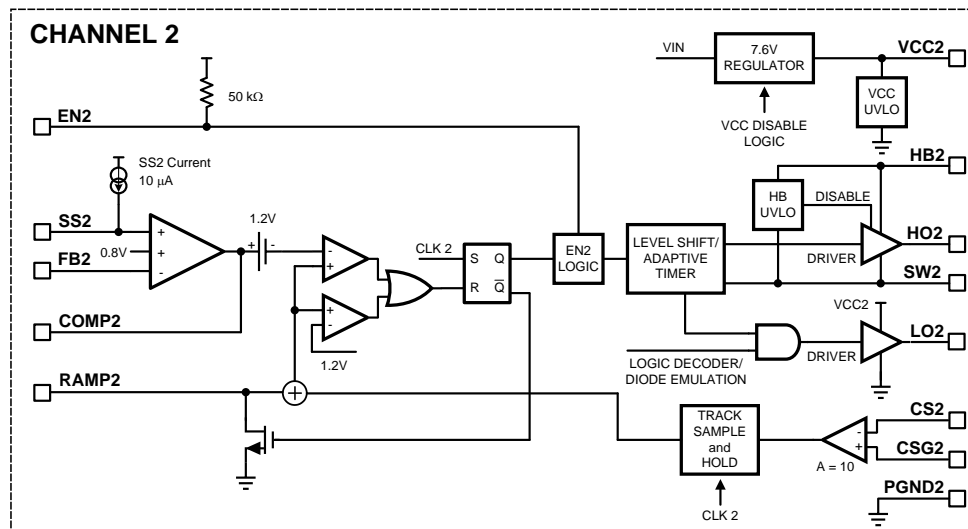 CHANNEL 2
VIN
7.6V
REGULATOR
VCC2
50 kΩ
VCC
UVLO
EN2
VCC DISABLE
LOGIC
SS2 Current
10 μA
HB2
HB
UVLO
DISABLE
SS2
1.2V
+
+ -
-
CLK 2
S Q
EN2
LOGIC
LEVEL SHIFT/
ADAPTIVE
TIMER
DRIVER
HO2
0.8V
+
FB2
-
+
R Q̅
SW2
+
-
VCC2
COMP2
1.2V
LO2
LOGIC DECODER/
DIODE EMULATION
DRIVER
RAMP2
+
TRACK
SAMPLE
and
HOLD
CS2
-
+
CSG2
A = 10
PGND2
CLK 2